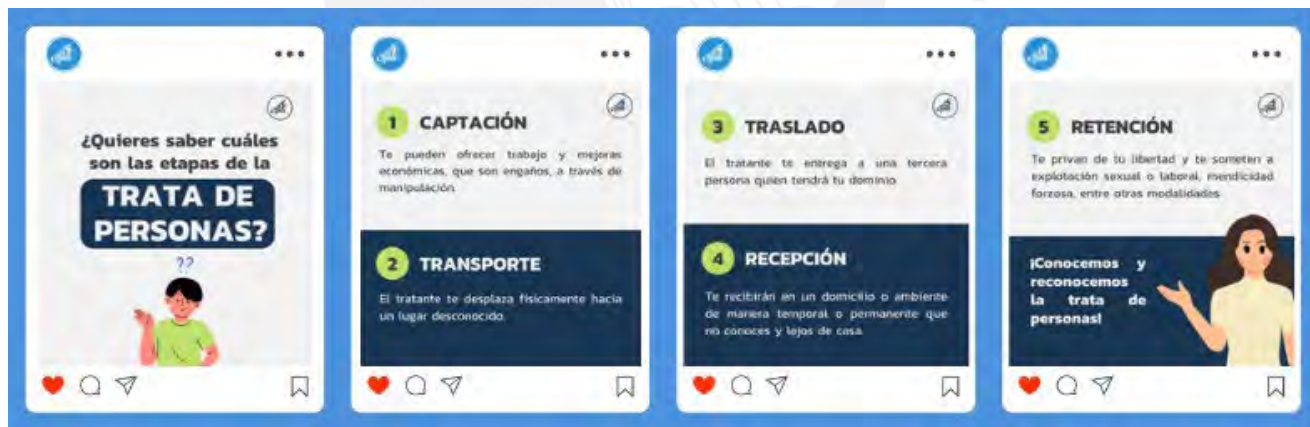 ¿Quieres saber cuáles
son las etapas de la
TRATA DE
PERSONAS?
??
1 CAPTACIÓN
Te pueden ofrecer trabajo y mejoras
económicas, que son engaños, a través de
manipulación.
2 TRANSPORTE
El tratante te desplaza físicamente hacia
un lugar desconocido.
3 TRASLADO
El tratante te entrega a una tercera
persona quien tendrá tu dominio.
4 RECEPCIÓN
Te recibirán en un domicilio o ambiente
de manera temporal o permanente que
no conoces y lejos de casa.
5 RETENCIÓN
Te privan de tu libertad y te someten a
explotación sexual o laboral, mendicidad
forzosa, entre otras modalidades.
¡Conocemos y
reconocemos
la trata de
personas!